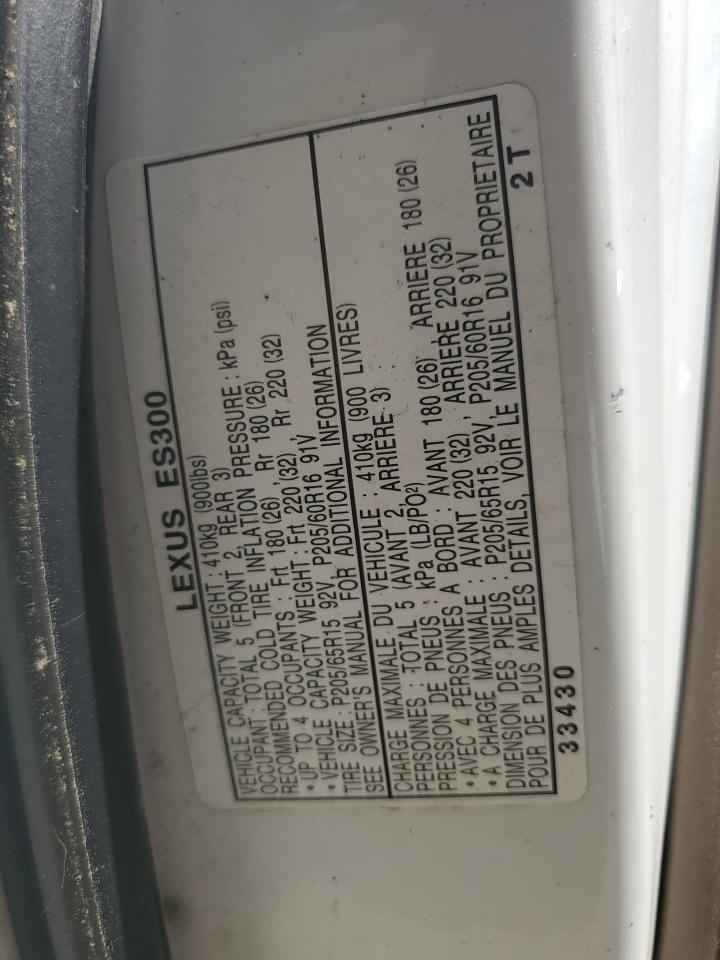 LEXUS ES300
VEHICLE CAPACITY WEIGHT : 410kg (900lbs)
OCCUPANT : TOTAL 5 (FRONT 2, REAR 3)
RECOMMENDED COLD TIRE INFLATION PRESSURE : kPa (psi)
• UP TO 4 OCCUPANTS : Frt 180 (26) , Rr 180 (26)
• VEHICLE CAPACITY WEIGHT : Frt 220 (32) , Rr 220 (32)
TIRE SIZE : P205/65R15 92V, P205/60R16 91V
SEE OWNER'S MANUAL FOR ADDITIONAL INFORMATION
CHARGE MAXIMALE DU VEHICULE : 410kg (900 LIVRES)
PERSONNES : TOTAL 5 (AVANT 2, ARRIERE 3)
PRESSION DE PNEUS : kPa (LB/PO²)
• AVEC 4 PERSONNES A BORD : AVANT 180 (26) , ARRIERE 180 (26)
• A CHARGE MAXIMALE : AVANT 220 (32), ARRIERE 220 (32)
DIMENSION DES PNEUS : P205/65R15 92V, P205/60R16 91V
POUR DE PLUS AMPLES DETAILS, VOIR LE MANUEL DU PROPRIETAIRE
33430 2T